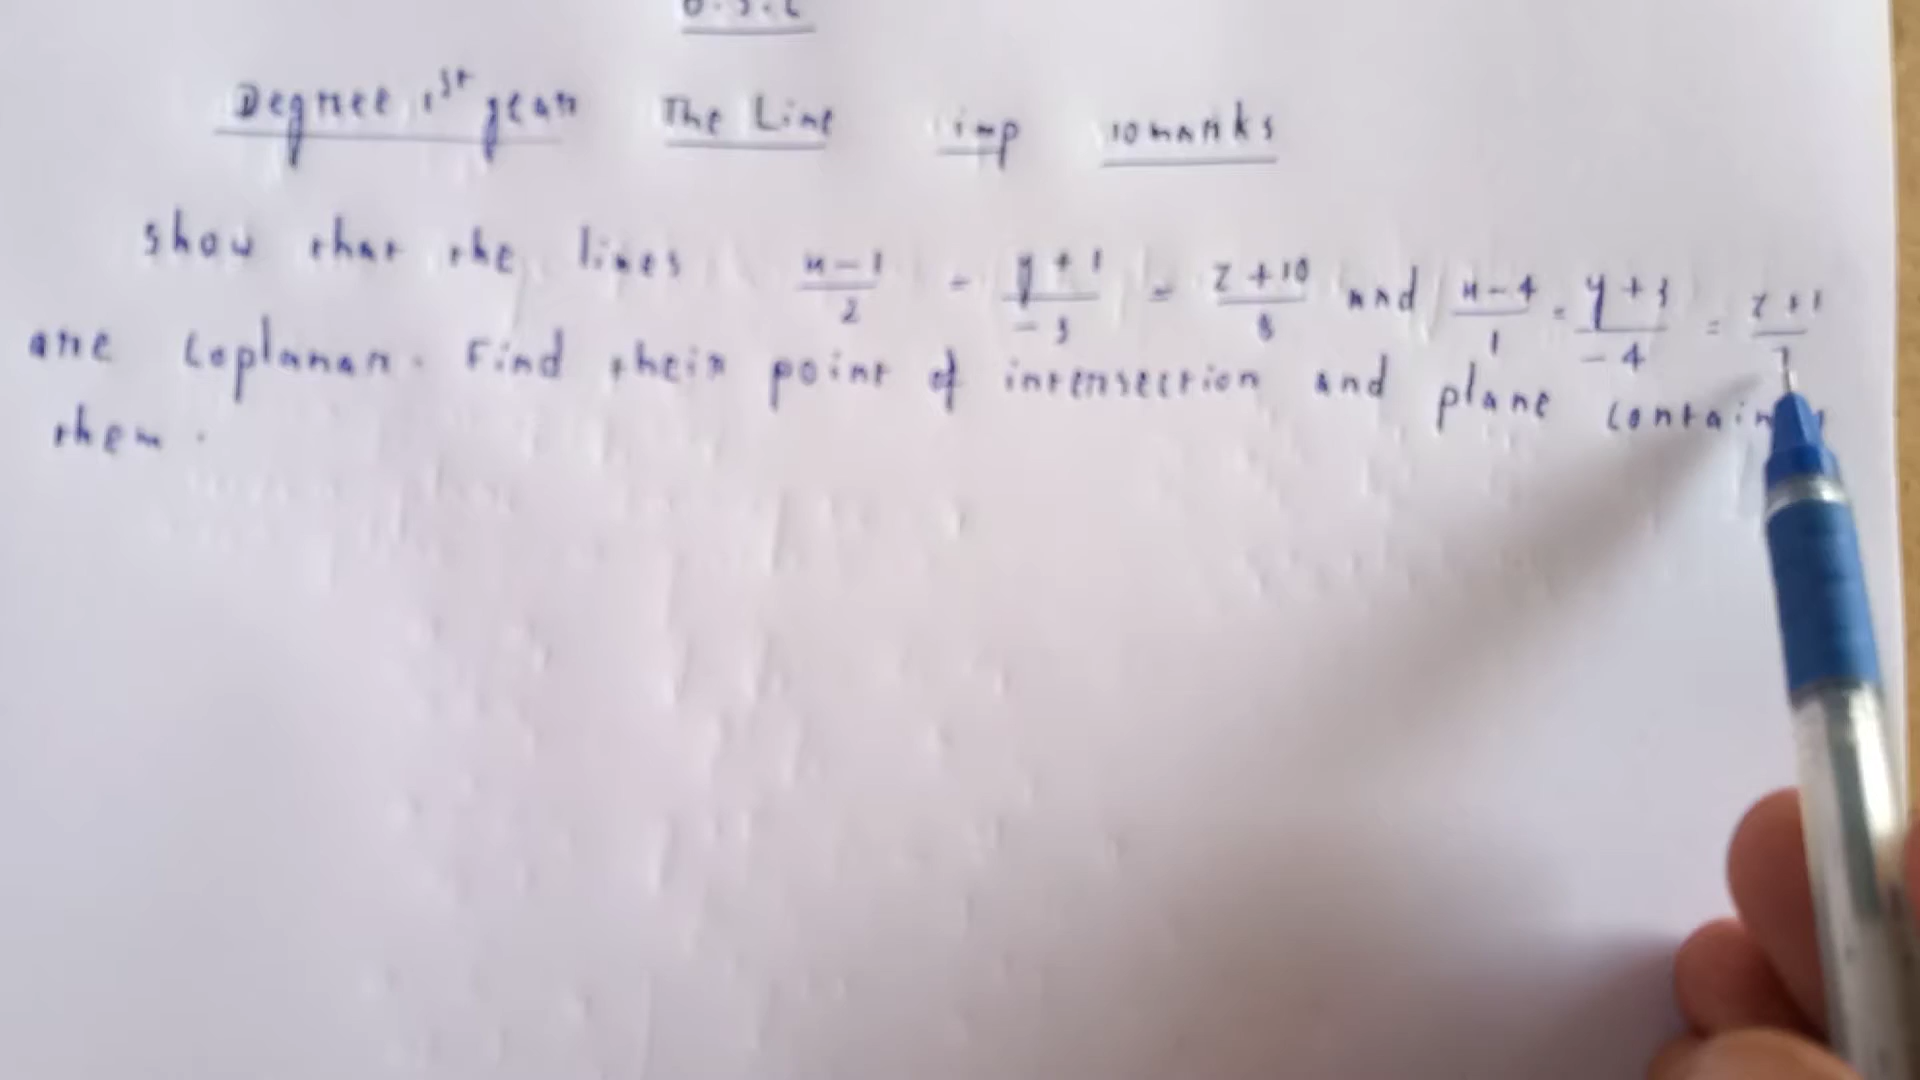 B.S.C
Degree 1st year The Line imp 10marks
show that the lines x-1/2 = y+1/-3 = z+10/8 and x-4/1 = y+3/-4 = z+1/7
are coplanar. Find their point of intersection and plane
them.